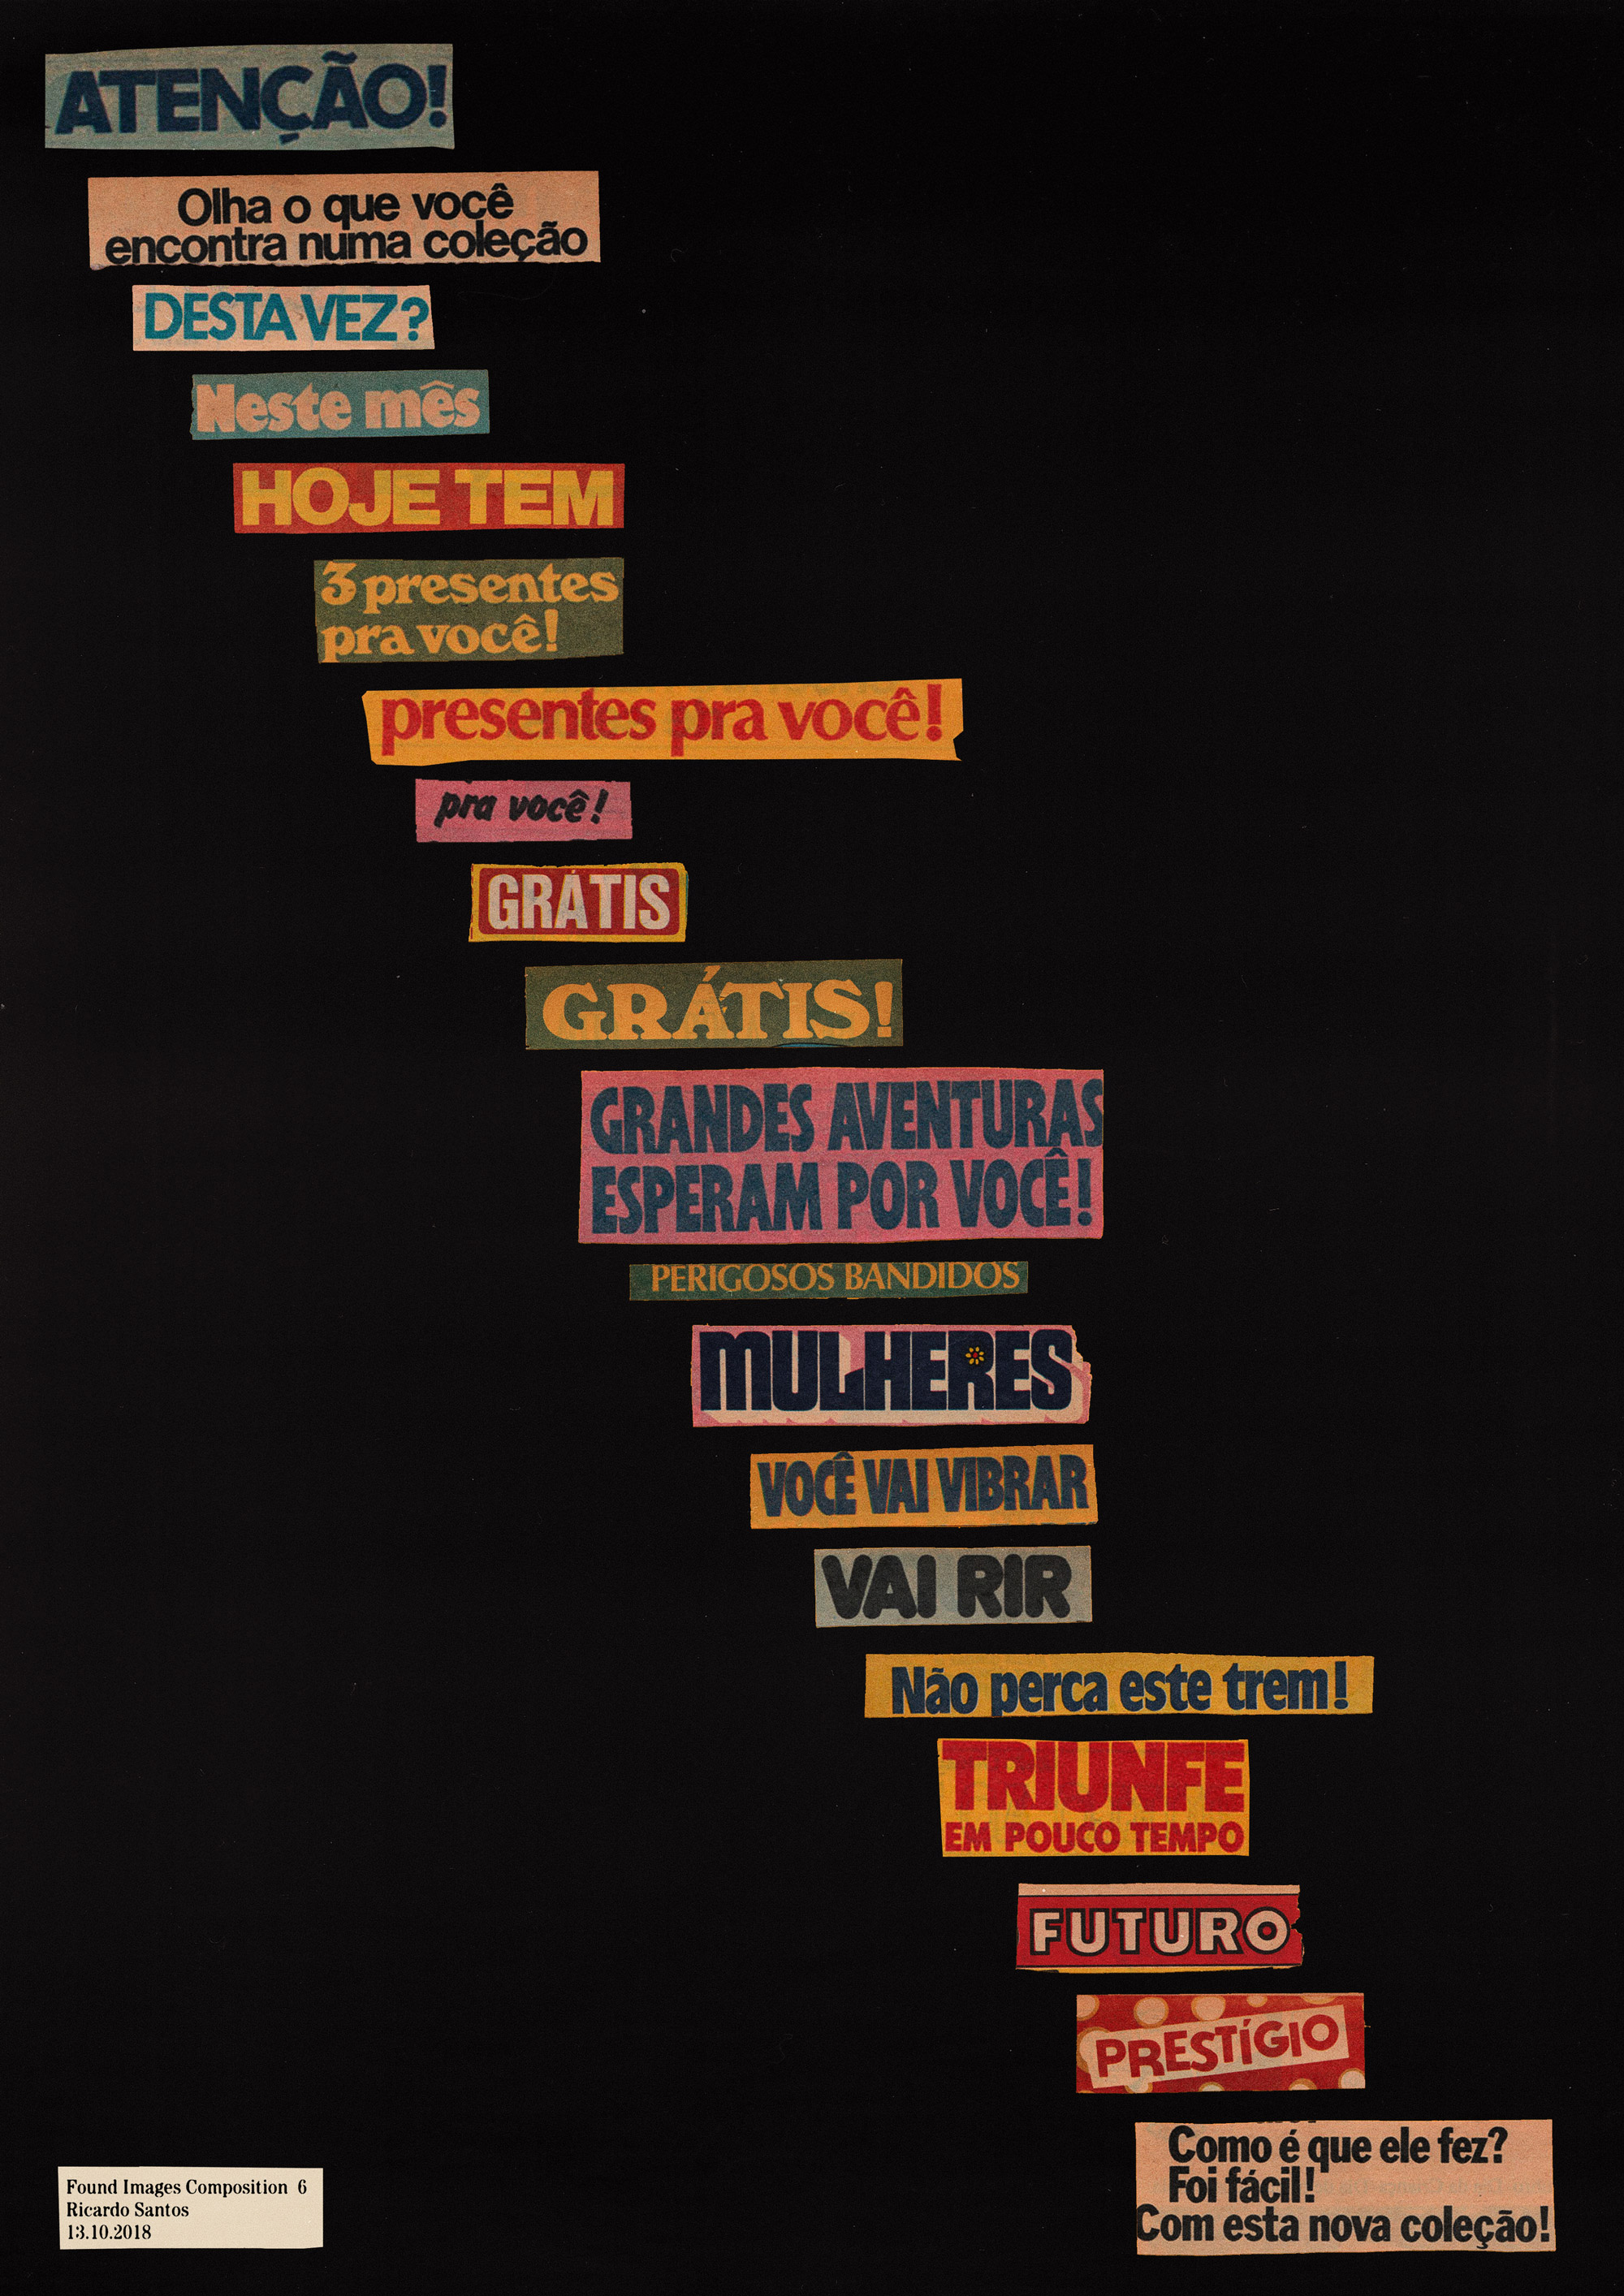 ATENÇÃO!
Olha o que você
encontra numa coleção
DESTA VEZ?
Neste mês
HOJE TEM
3 presentes
pra você!
presentes pra você!
pra você!
GRÁTIS
GRÁTIS!
GRANDES AVENTURAS
ESPERAM POR VOCÊ!
PERIGOSOS BANDIDOS
MULHERES
VOCÊ VAI VIBRAR
VAI RIR
Não perca este trem!
TRIUNFE
EM POUCO TEMPO
FUTURO
PRESTÍGIO
Como é que ele fez?
Foi fácil!
Com esta nova coleção!
Found Images Composition 6
Ricardo Santos
13.10.2018